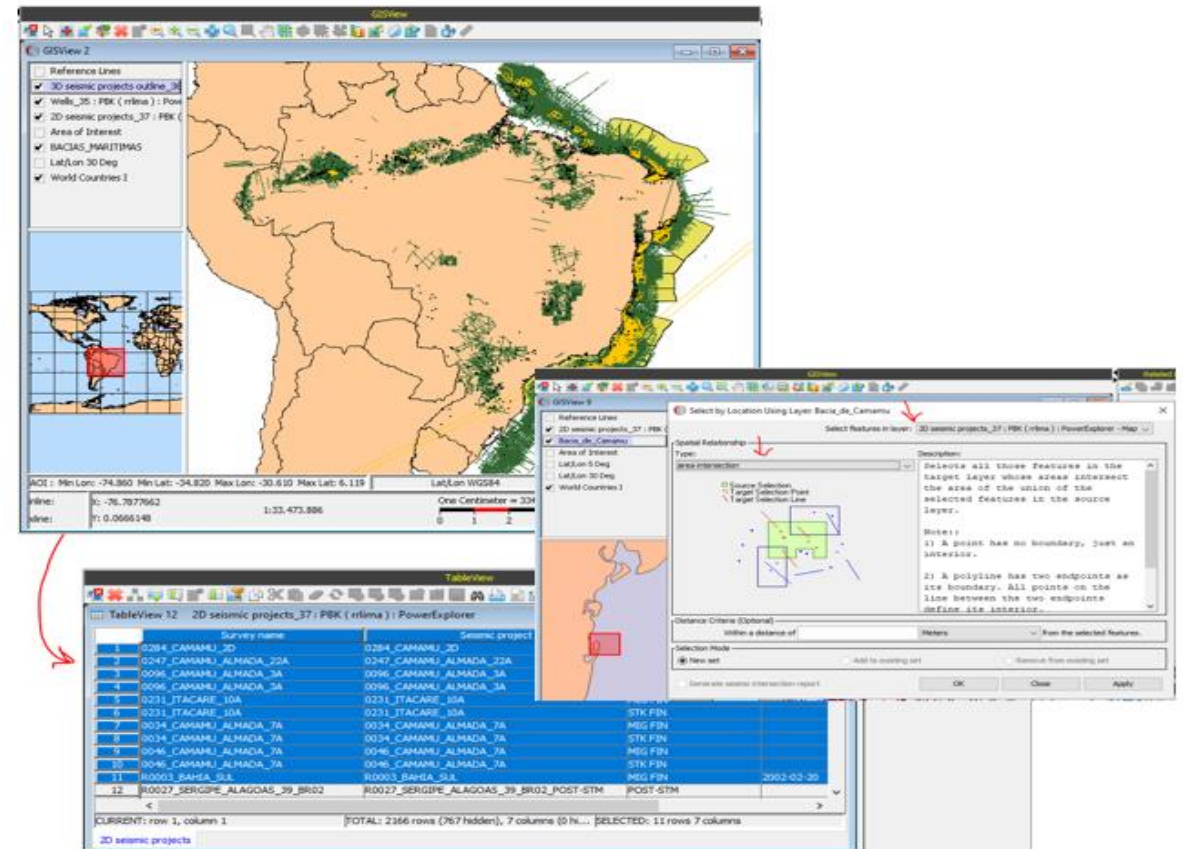 GISView
GISView 2
Reference Lines
3D seismic projects outline_36
Wells_35 : PBK ( rrlima ) : Pow
2D seismic projects_37 : PBK (
Area of Interest
BACIAS_MARITIMAS
Lat/Lon 30 Deg
World Countries I
AOI : Min Lon: -74.860 Min Lat: -34.820 Max Lon: -30.610 Max Lat: 6.119
Lat/Lon WGS84
X: -76.7877662
Y: 0.0666148
1:33.473.886
One Centimeter = 334
0 1 2
GISView
Related
GISView 9
Reference Lines
2D seismic projects_37 : PBK (
Bacia_de_Camamu
Area of Interest
Lat/Lon 5 Deg
Lat/Lon 30 Deg
World Countries I
Select by Location Using Layer: Bacia_de_Camamu
Select features in layer: 2D seismic projects_37 : PBK ( rrlima ) : PowerExplorer - Map
Spatial Relationship
Type:
area intersection
Source Selection
Target Selection Point
Target Selection Line
Description:
Selects all those features in the
target layer whose areas intersect
the area of the union of the
selected features in the source
layer.
Note::
1) A point has no boundary, just an
interior.
2) A polyline has two endpoints as
its boundary. All points on the
line between the two endpoints
define its interior.
Distance Criteria (Optional)
Within a distance of Meters from the selected features.
Selection Mode
New set Add to existing set Remove from existing set
Generate seismic intersection report
OK Close Apply
TableView
TableView 12 2D seismic projects_37 : PBK ( rrlima ) : PowerExplorer
Survey name Seismic project
1 0284_CAMAMU_2D 0284_CAMAMU_2D
2 0247_CAMAMU_ALMADA_22A 0247_CAMAMU_ALMADA_22A
3 0096_CAMAMU_ALMADA_3A 0096_CAMAMU_ALMADA_3A
4 0096_CAMAMU_ALMADA_3A 0096_CAMAMU_ALMADA_3A
5 0231_ITACARE_10A 0231_ITACARE_10A
6 0231_ITACARE_10A 0231_ITACARE_10A STK FIN
7 0034_CAMAMU_ALMADA_7A 0034_CAMAMU_ALMADA_7A MIG FIN
8 0034_CAMAMU_ALMADA_7A 0034_CAMAMU_ALMADA_7A STK FIN
9 0046_CAMAMU_ALMADA_7A 0046_CAMAMU_ALMADA_7A MIG FIN
10 0046_CAMAMU_ALMADA_7A 0046_CAMAMU_ALMADA_7A STK FIN
11 R0003_BAHIA_SUL R0003_BAHIA_SUL MIG FIN 2002-02-20
12 R0027_SERGIPE_ALAGOAS_39_BR02 R0027_SERGIPE_ALAGOAS_39_BR02_POST-STM POST-STM
CURRENT: row 1, column 1 TOTAL: 2166 rows (767 hidden), 7 columns (0 hi... SELECTED: 11 rows 7 columns
2D seismic projects